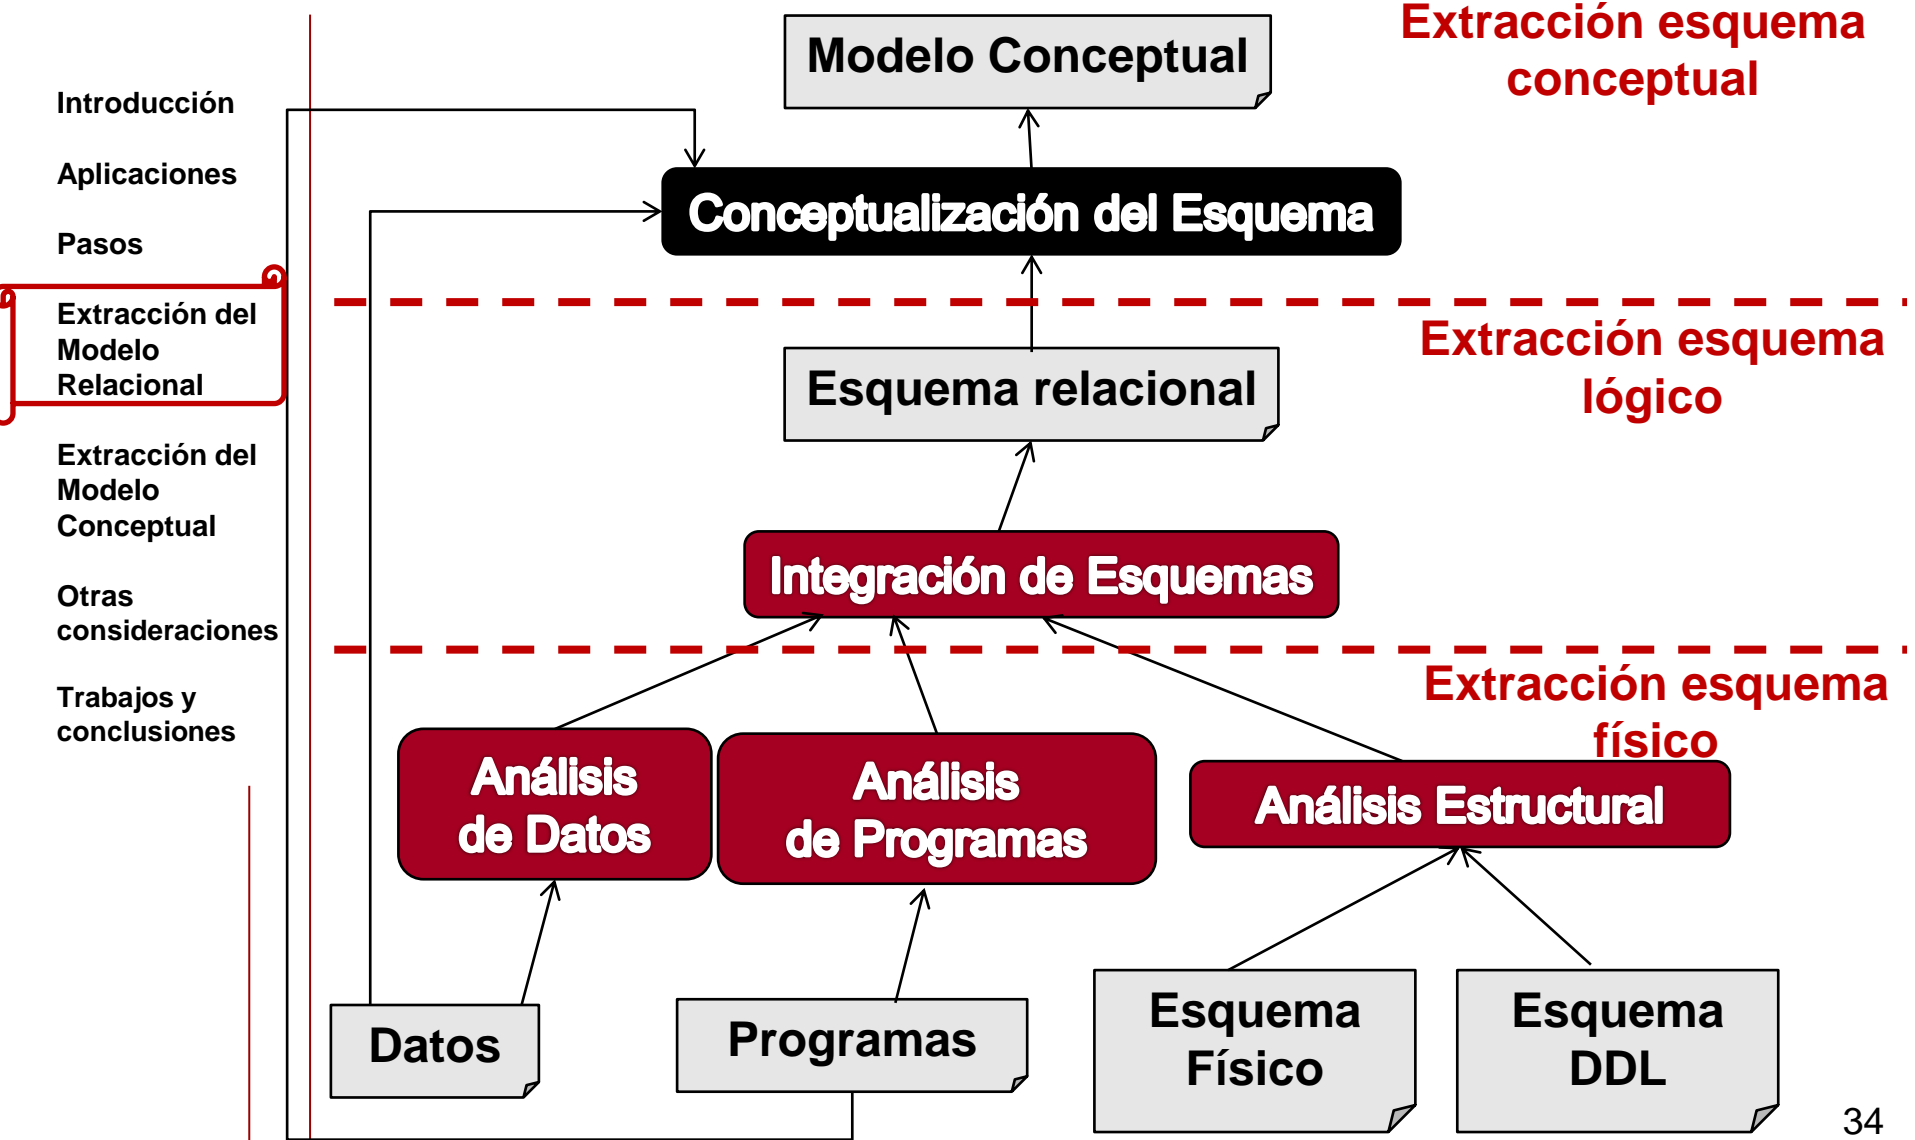 Introducción
Aplicaciones
Pasos
Extracción del
Modelo
Relacional
Extracción del
Modelo
Conceptual
Otras
consideraciones
Trabajos y
conclusiones
Extracción esquema
conceptual
Modelo Conceptual
Conceptualización del Esquema
Extracción esquema
lógico
Esquema relacional
Integración de Esquemas
Extracción esquema
físico
Análisis
de Datos
Análisis
de Programas
Análisis Estructural
Datos
Programas
Esquema
Físico
Esquema
DDL
34